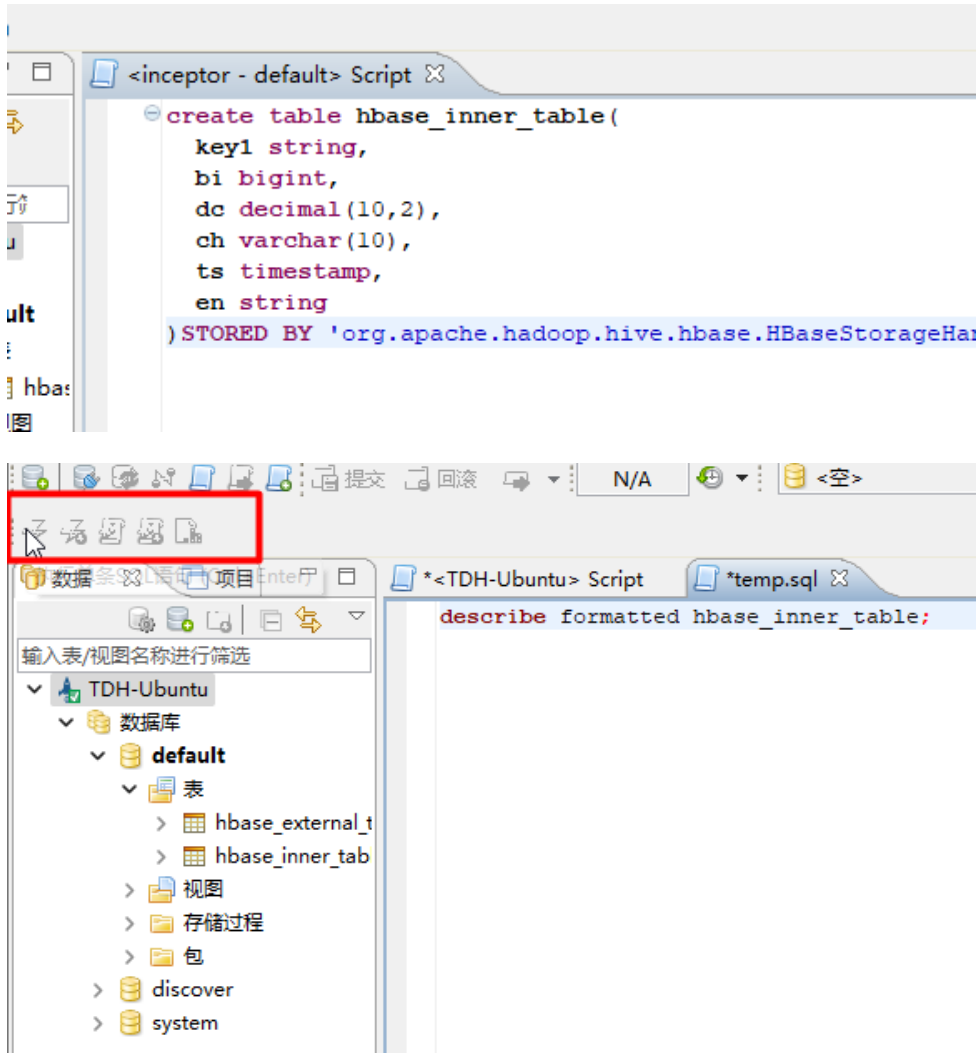 <inceptor - default> Script
create table hbase_inner_table(
key1 string,
bi bigint,
dc decimal(10,2),
ch varchar(10),
ts timestamp,
en string
)STORED BY 'org.apache.hadoop.hive.hbase.HBaseStorageHan
ult
hbas
视图
提交 回滚 N/A <空>
数据 项目 *<TDH-Ubuntu> Script *temp.sql
describe formatted hbase_inner_table;
输入表/视图名称进行筛选
TDH-Ubuntu
数据库
default
表
hbase_external_t
hbase_inner_tab
视图
存储过程
包
discover
system